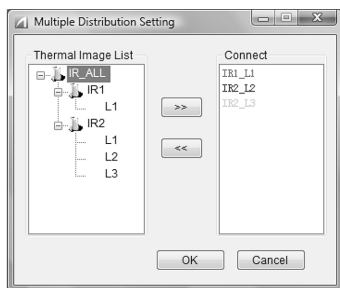 Multiple Distribution Setting
Thermal Image List
IR_ALL
IR1
L1
IR2
L1
L2
L3
>>
<<
Connect
IR1_L1
IR2_L2
IR2_L3
OK
Cancel